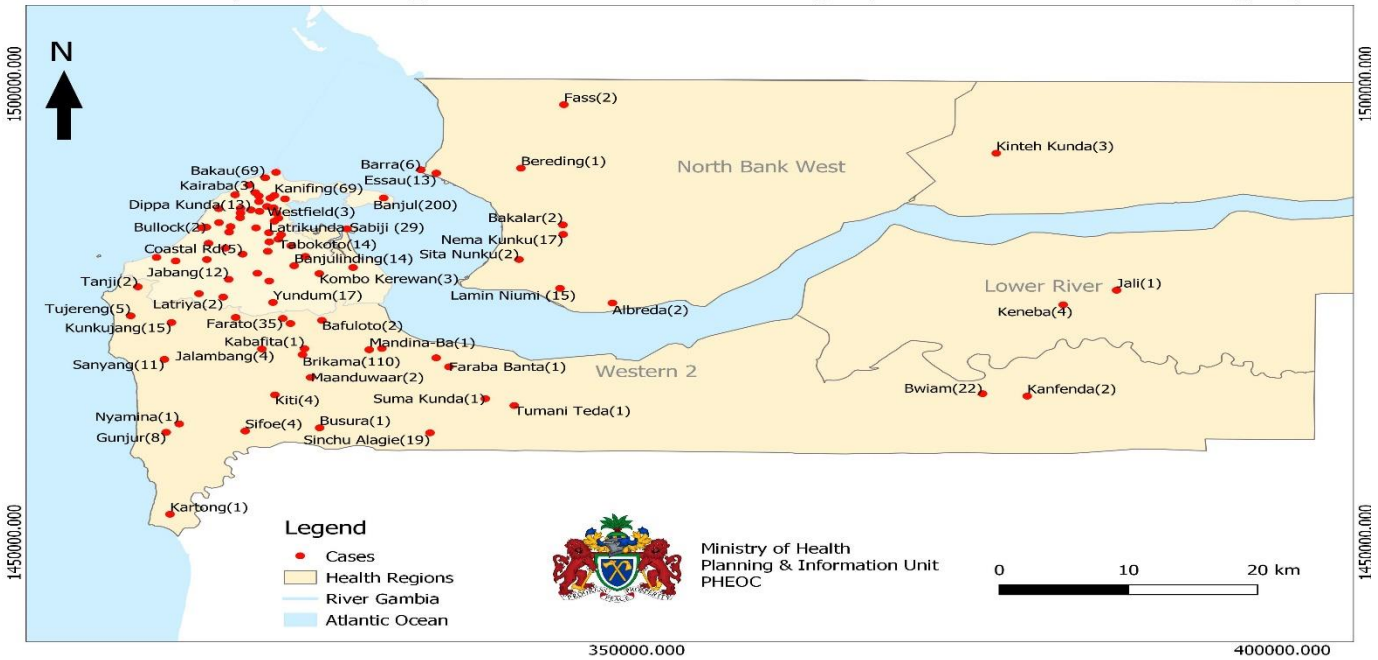 N
1500000.000
1500000.000
Fass(2)
Kinteh Kunda(3)
Barra(6)
Bereding(1)
North Bank West
Bakau(69)
Essau(13)
Kairaba(3)
Kanifing(69)
Banjul(200)
Dippa Kunda(13)
Westfield(3)
Bakalar(2)
Bullock(2)
Latrikunda Sabiji (29)
Nema Kunku(17)
Coastal Rd(5)
Tabokoto(14)
Sita Nunku(2)
Banjulinding(14)
Jabang(12)
Kombo Kerewan(3)
Tanji(2)
Lamin Niumi (15)
Lower River
Jali(1)
Latriya(2)
Yundum(17)
Albreda(2)
Keneba(4)
Tujereng(5)
Kunkujang(15)
Farato(35)
Bafuloto(2)
Kabafita(1)
Mandina-Ba(1)
Sanyang(11)
Jalambang(4)
Brikama(110)
Faraba Banta(1)
Western 2
Maanduwaar(2)
Bwiam(22)
Kanfenda(2)
Kiti(4)
Suma Kunda(1)
Tumani Teda(1)
Nyamina(1)
Sifoe(4)
Busura(1)
Gunjur(8)
Sinchu Alagie(19)
Kartong(1)
Legend
Cases
Health Regions
River Gambia
Atlantic Ocean
Ministry of Health
Planning & Information Unit
PHEOC
0 10 20 km
1450000.000
1450000.000
350000.000
400000.000